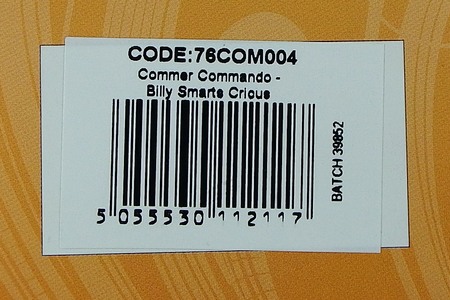 CODE:76COM004
Commer Commando -
Billy Smarts Cricus
5 055530 112117
BATCH 39852